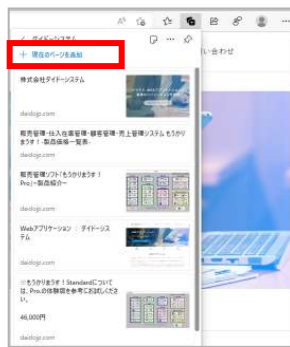 ダイドーシステム
い合わせ
＋ 現在のページを追加
株式会社ダイドーシステム
daidojp.com
販売管理・仕入在庫管理・顧客管理・売上管理システム もうかりまうす！-製品価格一覧表-
daidojp.com
販売管理ソフト「もうかりまうす！
Pro」~製品紹介~
daidojp.com
Webアプリケーション ｜ ダイドーシス
テム
daidojp.com
※もうかりまうす！Standardについて
は、Pro.の体験版を参考にお試しくださ
い。
46,000円
daidojp.com